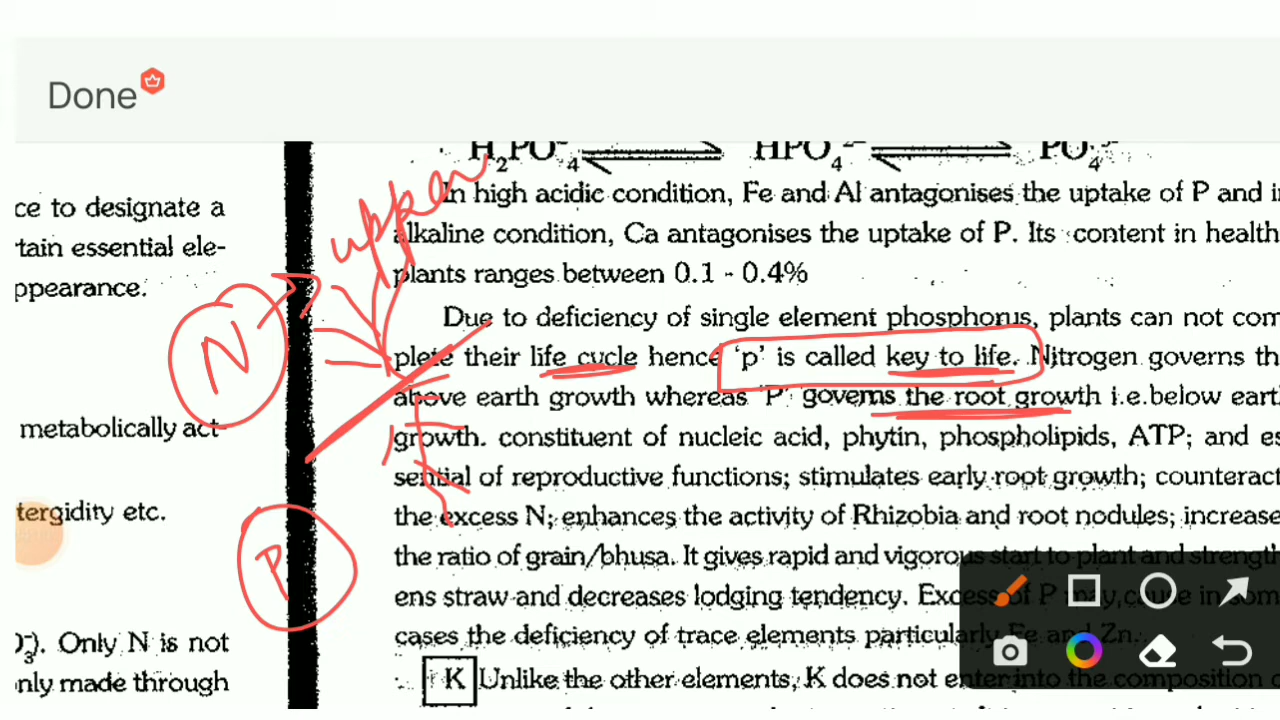 Done
H₂PO⁻₄ ⇌ HPO₄²⁻ ⇌ PO₄³⁻
ce to designate a
tain essential ele-
ppearance.
metabolically act-
tergidity etc.
Only N is not
nly made through
upper
N
P
In high acidic condition, Fe and Al antagonises the uptake of P and
alkaline condition, Ca antagonises the uptake of P. Its content in health
plants ranges between 0.1 - 0.4%
Due to deficiency of single element phosphorus, plants can not com
plete their life cycle hence 'p' is called key to life. Nitrogen governs th
above earth growth whereas 'P' governs the root growth i.e.below eart
growth. constituent of nucleic acid, phytin, phospholipids, ATP; and es
sential of reproductive functions; stimulates early root growth; counteract
the excess N; enhances the activity of Rhizobia and root nodules; increase
the ratio of grain/bhusa. It gives rapid and vigorous start to plant and strength
ens straw and decreases lodging tendency. Excess of P may cause in som
cases the deficiency of trace elements particularly Fe and Zn.
K Unlike the other elements, K does not enter into the composition